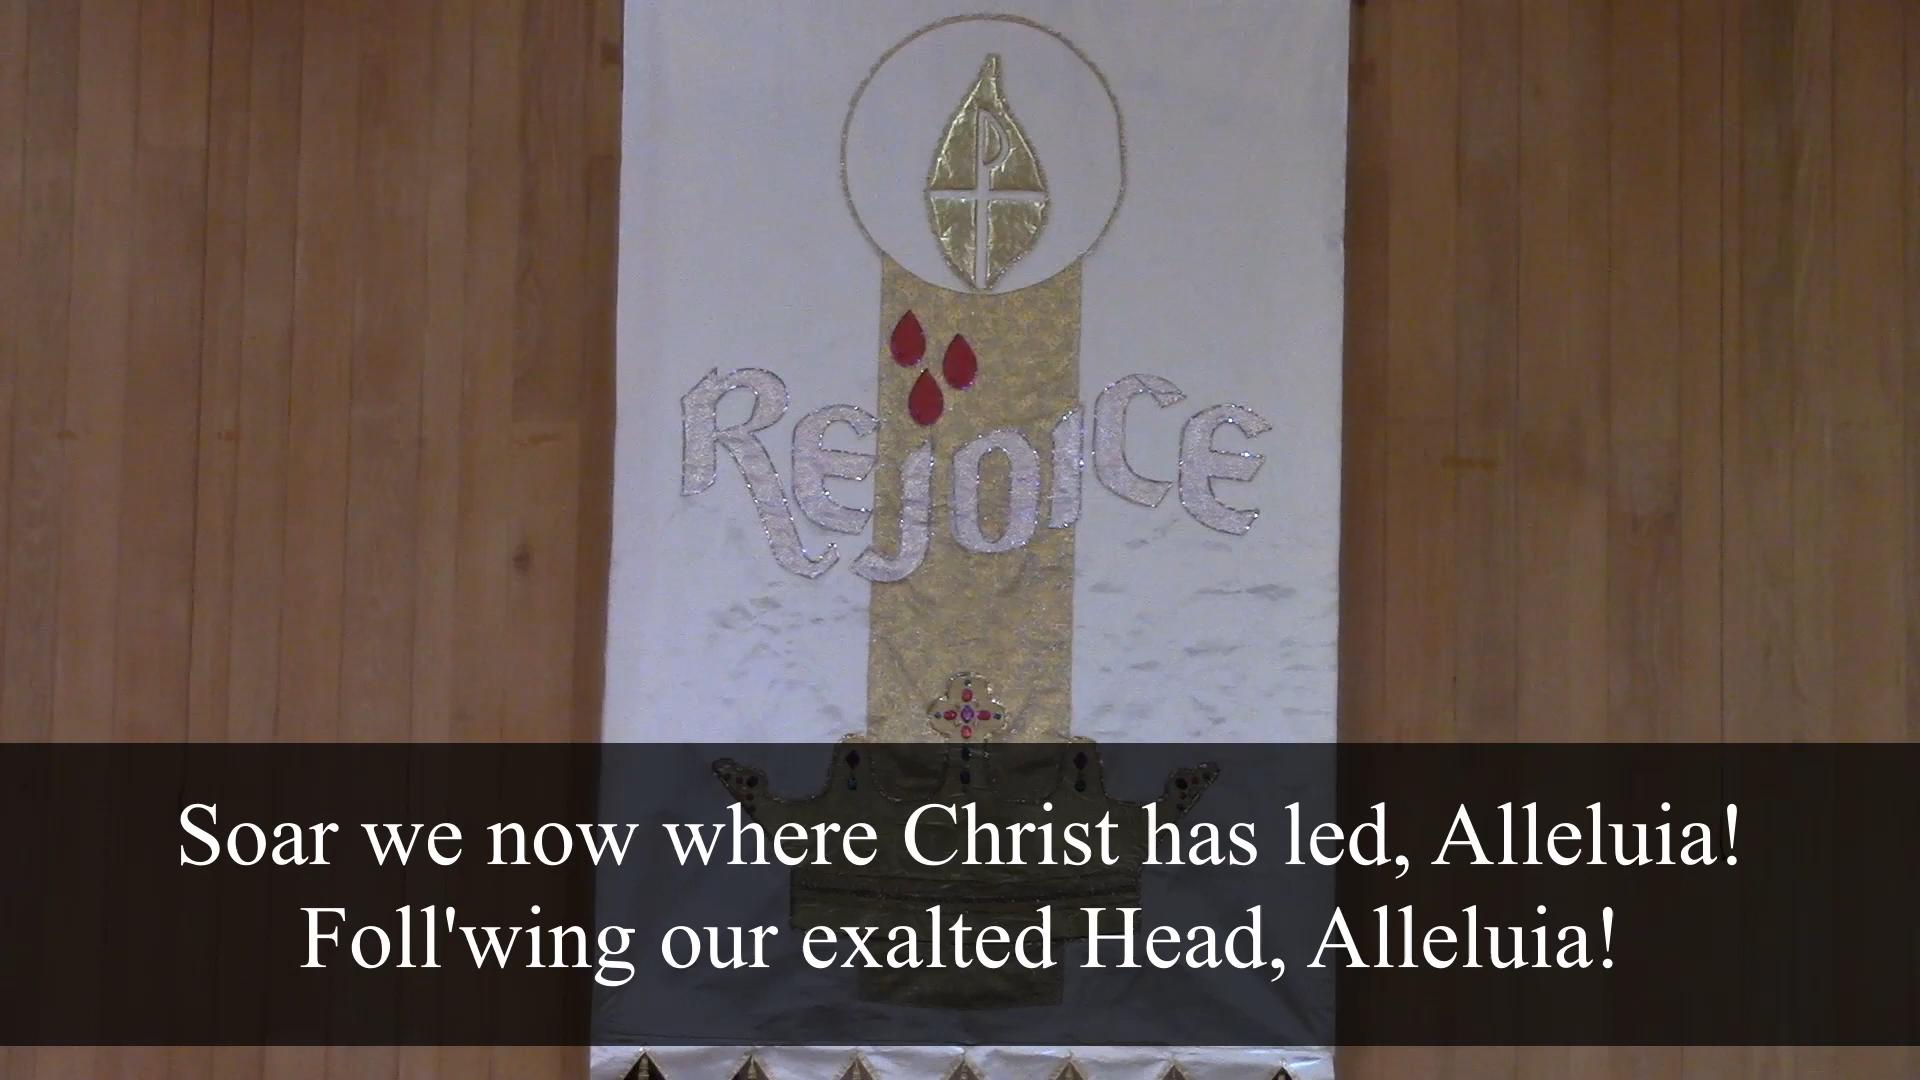 Rejoice
Soar we now where Christ has led, Alleluia!
Foll'wing our exalted Head, Alleluia!